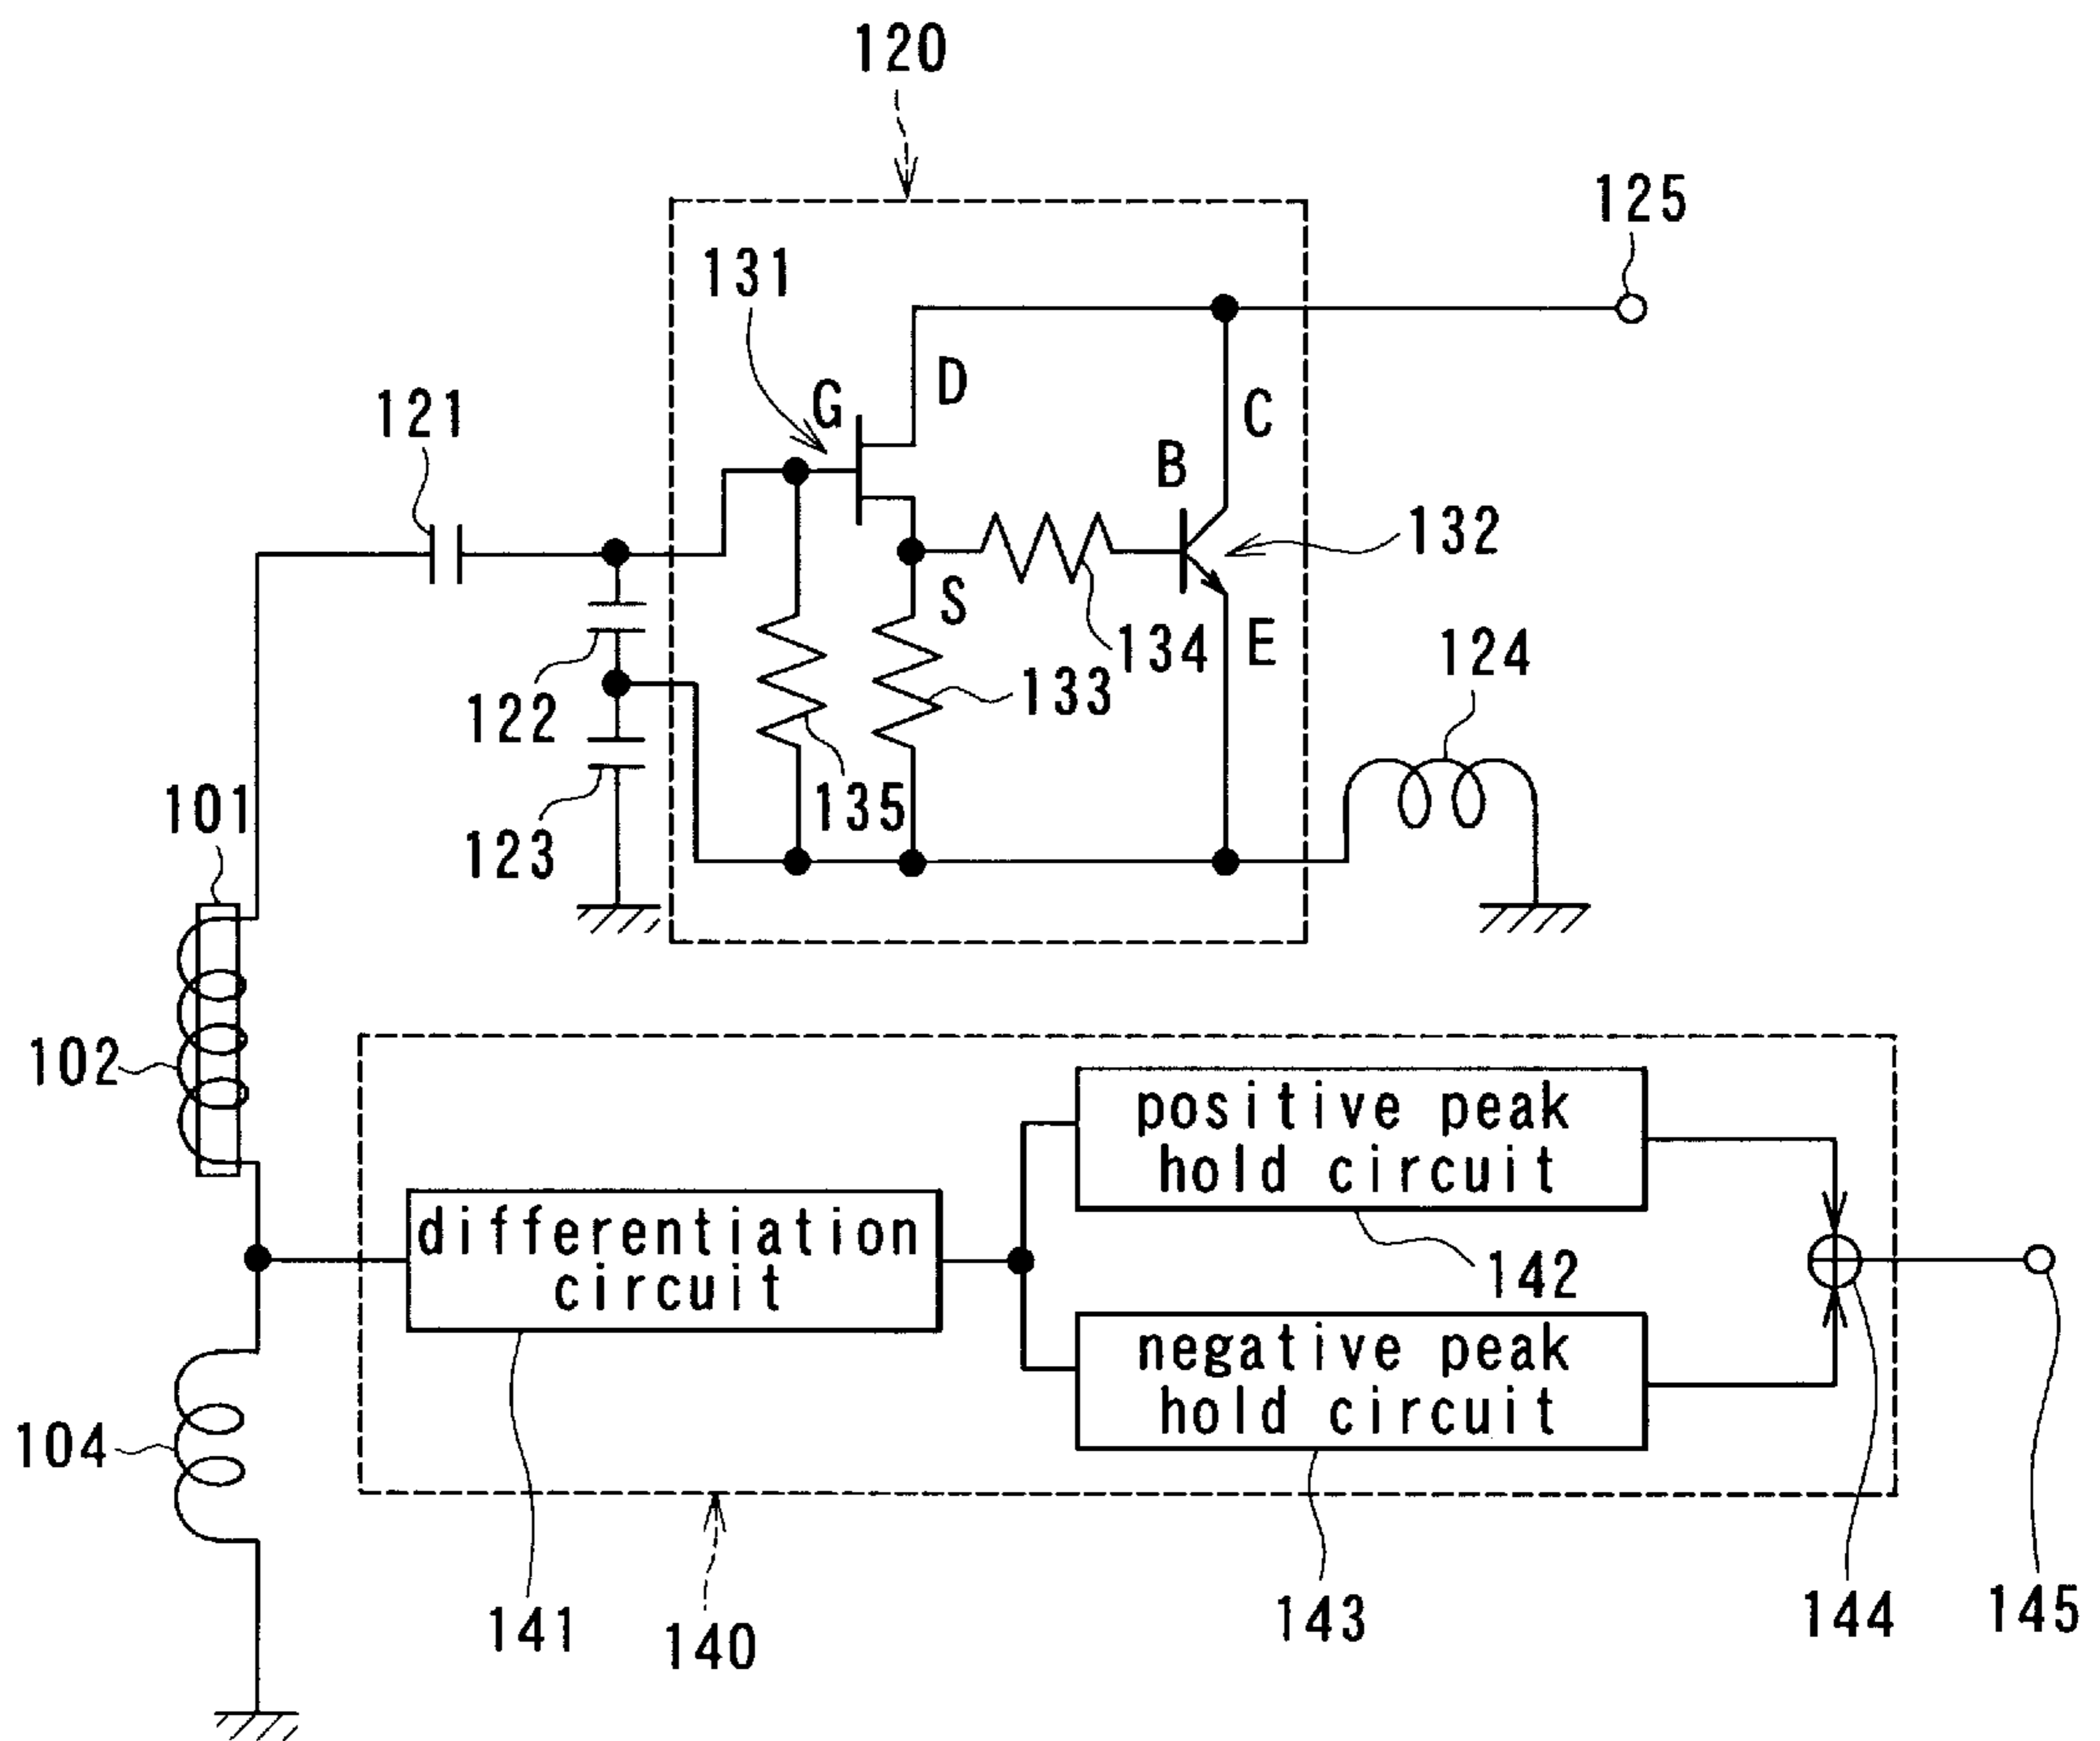 120
125
131
G
D
121
C
B
132
S
134
E
122
133
124
135
101
123
102
positive peak
hold circuit
differentiation
circuit
142
negative peak
hold circuit
104
141
140
143
144
145